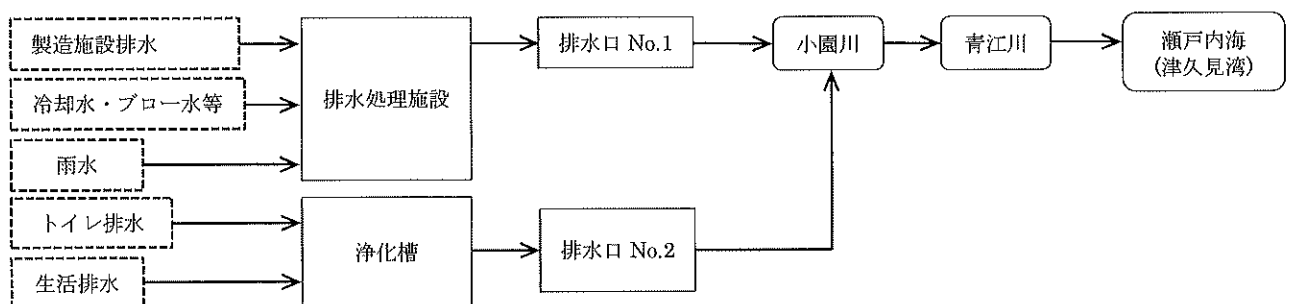 製造施設排水
冷却水・ブロー水等
雨水
トイレ排水
生活排水
排水処理施設
浄化槽
排水口 No.1
排水口 No.2
小園川
青江川
瀬戸内海
(津久見湾)